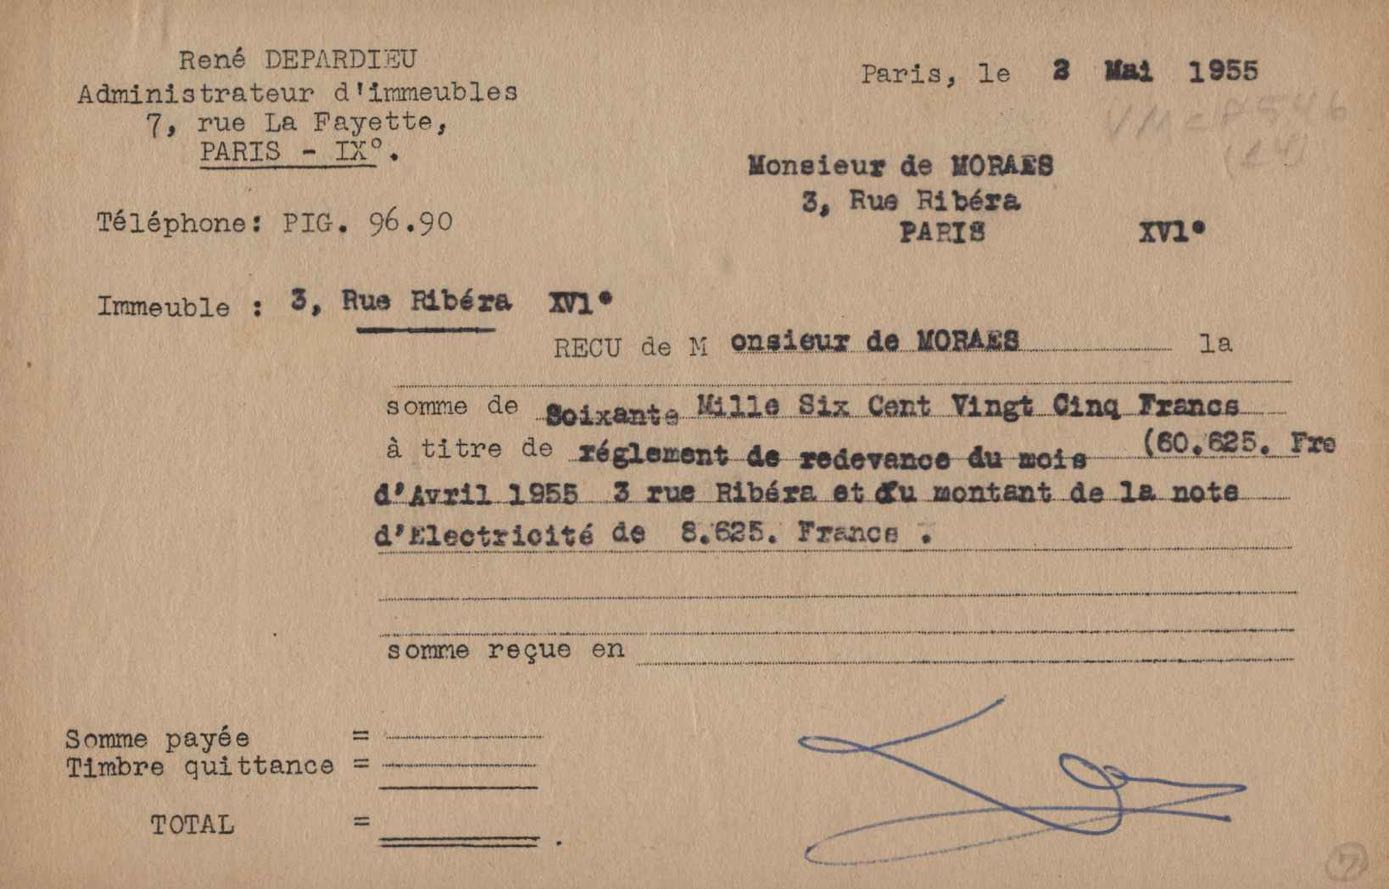 René DEPARDIEU
Administrateur d'immeubles
7, rue La Fayette,
PARIS - IX°.
Téléphone: PIG. 96.90
Paris, le 2 Mai 1955
VM c 8546
(14)
Monsieur de MORAES
3, Rue Ribéra
PARIS XVI°
Immeuble : 3, Rue Ribéra XVI°
RECU de M onsieur de MORAES la
somme de Soixante Mille Six Cent Vingt Cinq Francs
à titre de réglement de redevance du mois (60.625. Frs
d'Avril 1955 3 rue Ribéra et du montant de la note
d'Electricité de 8.625. Francs .
somme reçue en
Somme payée =
Timbre quittance =
TOTAL = .
7